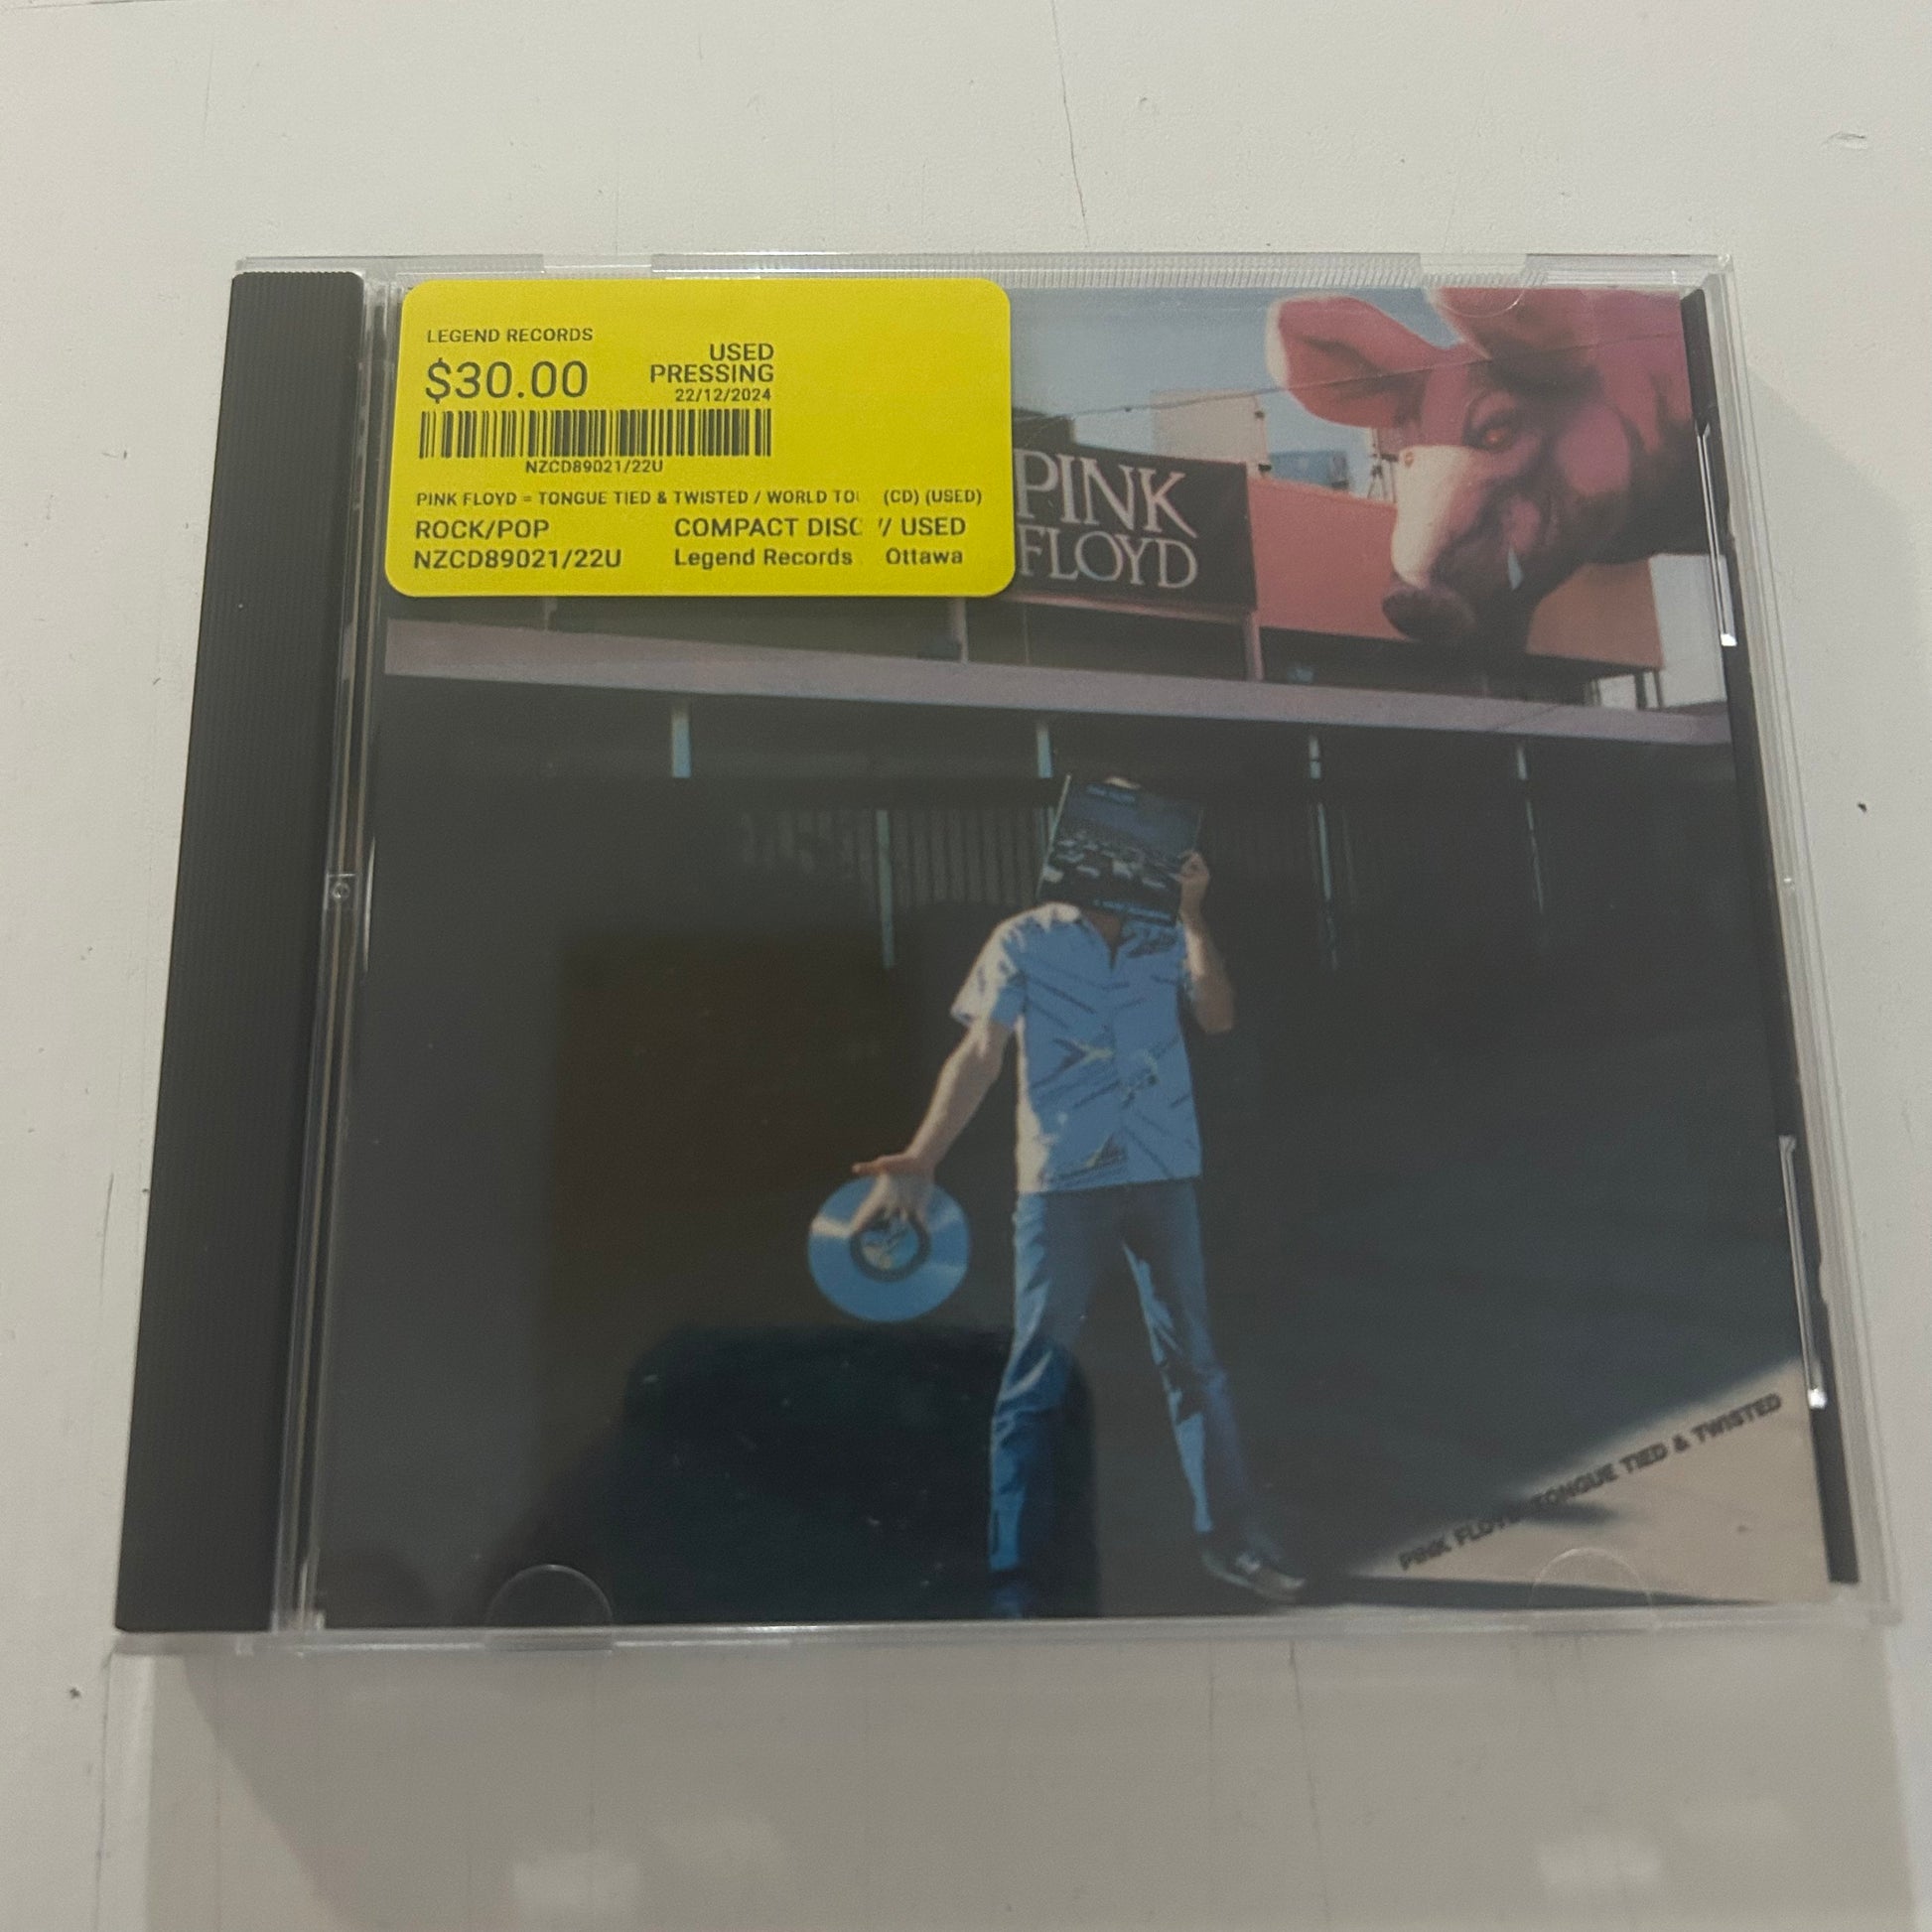 LEGEND RECORDS
$30.00
USED
PRESSING
22/12/2024
NZCD89021/22U
PINK FLOYD = TONGUE TIED & TWISTED / WORLD TO (CD) (USED)
ROCK/POP COMPACT DISC // USED
NZCD89021/22U Legend Records Ottawa
PINK
FLOYD
PINK FLOYD TONGUE TIED & TWISTED